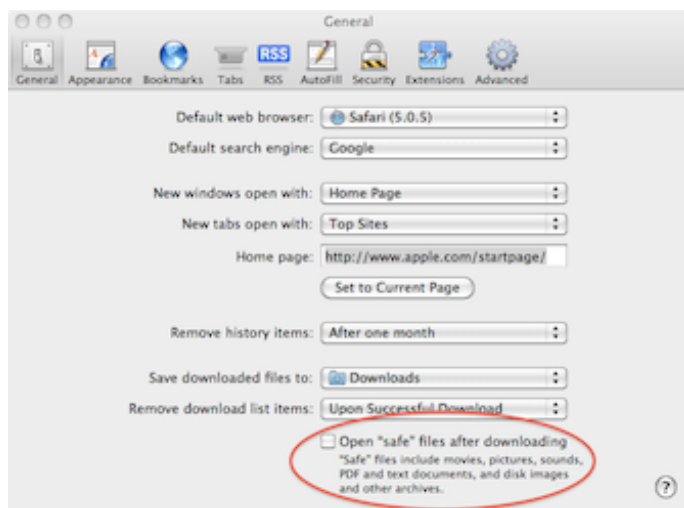 General
RSS
General Appearance Bookmarks Tabs RSS AutoFill Security Extensions Advanced
Default web browser: Safari (5.0.5)
Default search engine: Google
New windows open with: Home Page
New tabs open with: Top Sites
Home page: http://www.apple.com/startpage/
Set to Current Page
Remove history items: After one month
Save downloaded files to: Downloads
Remove download list items: Upon Successful Download
Open "safe" files after downloading
"Safe" files include movies, pictures, sounds,
PDF and text documents, and disk images
and other archives.
?